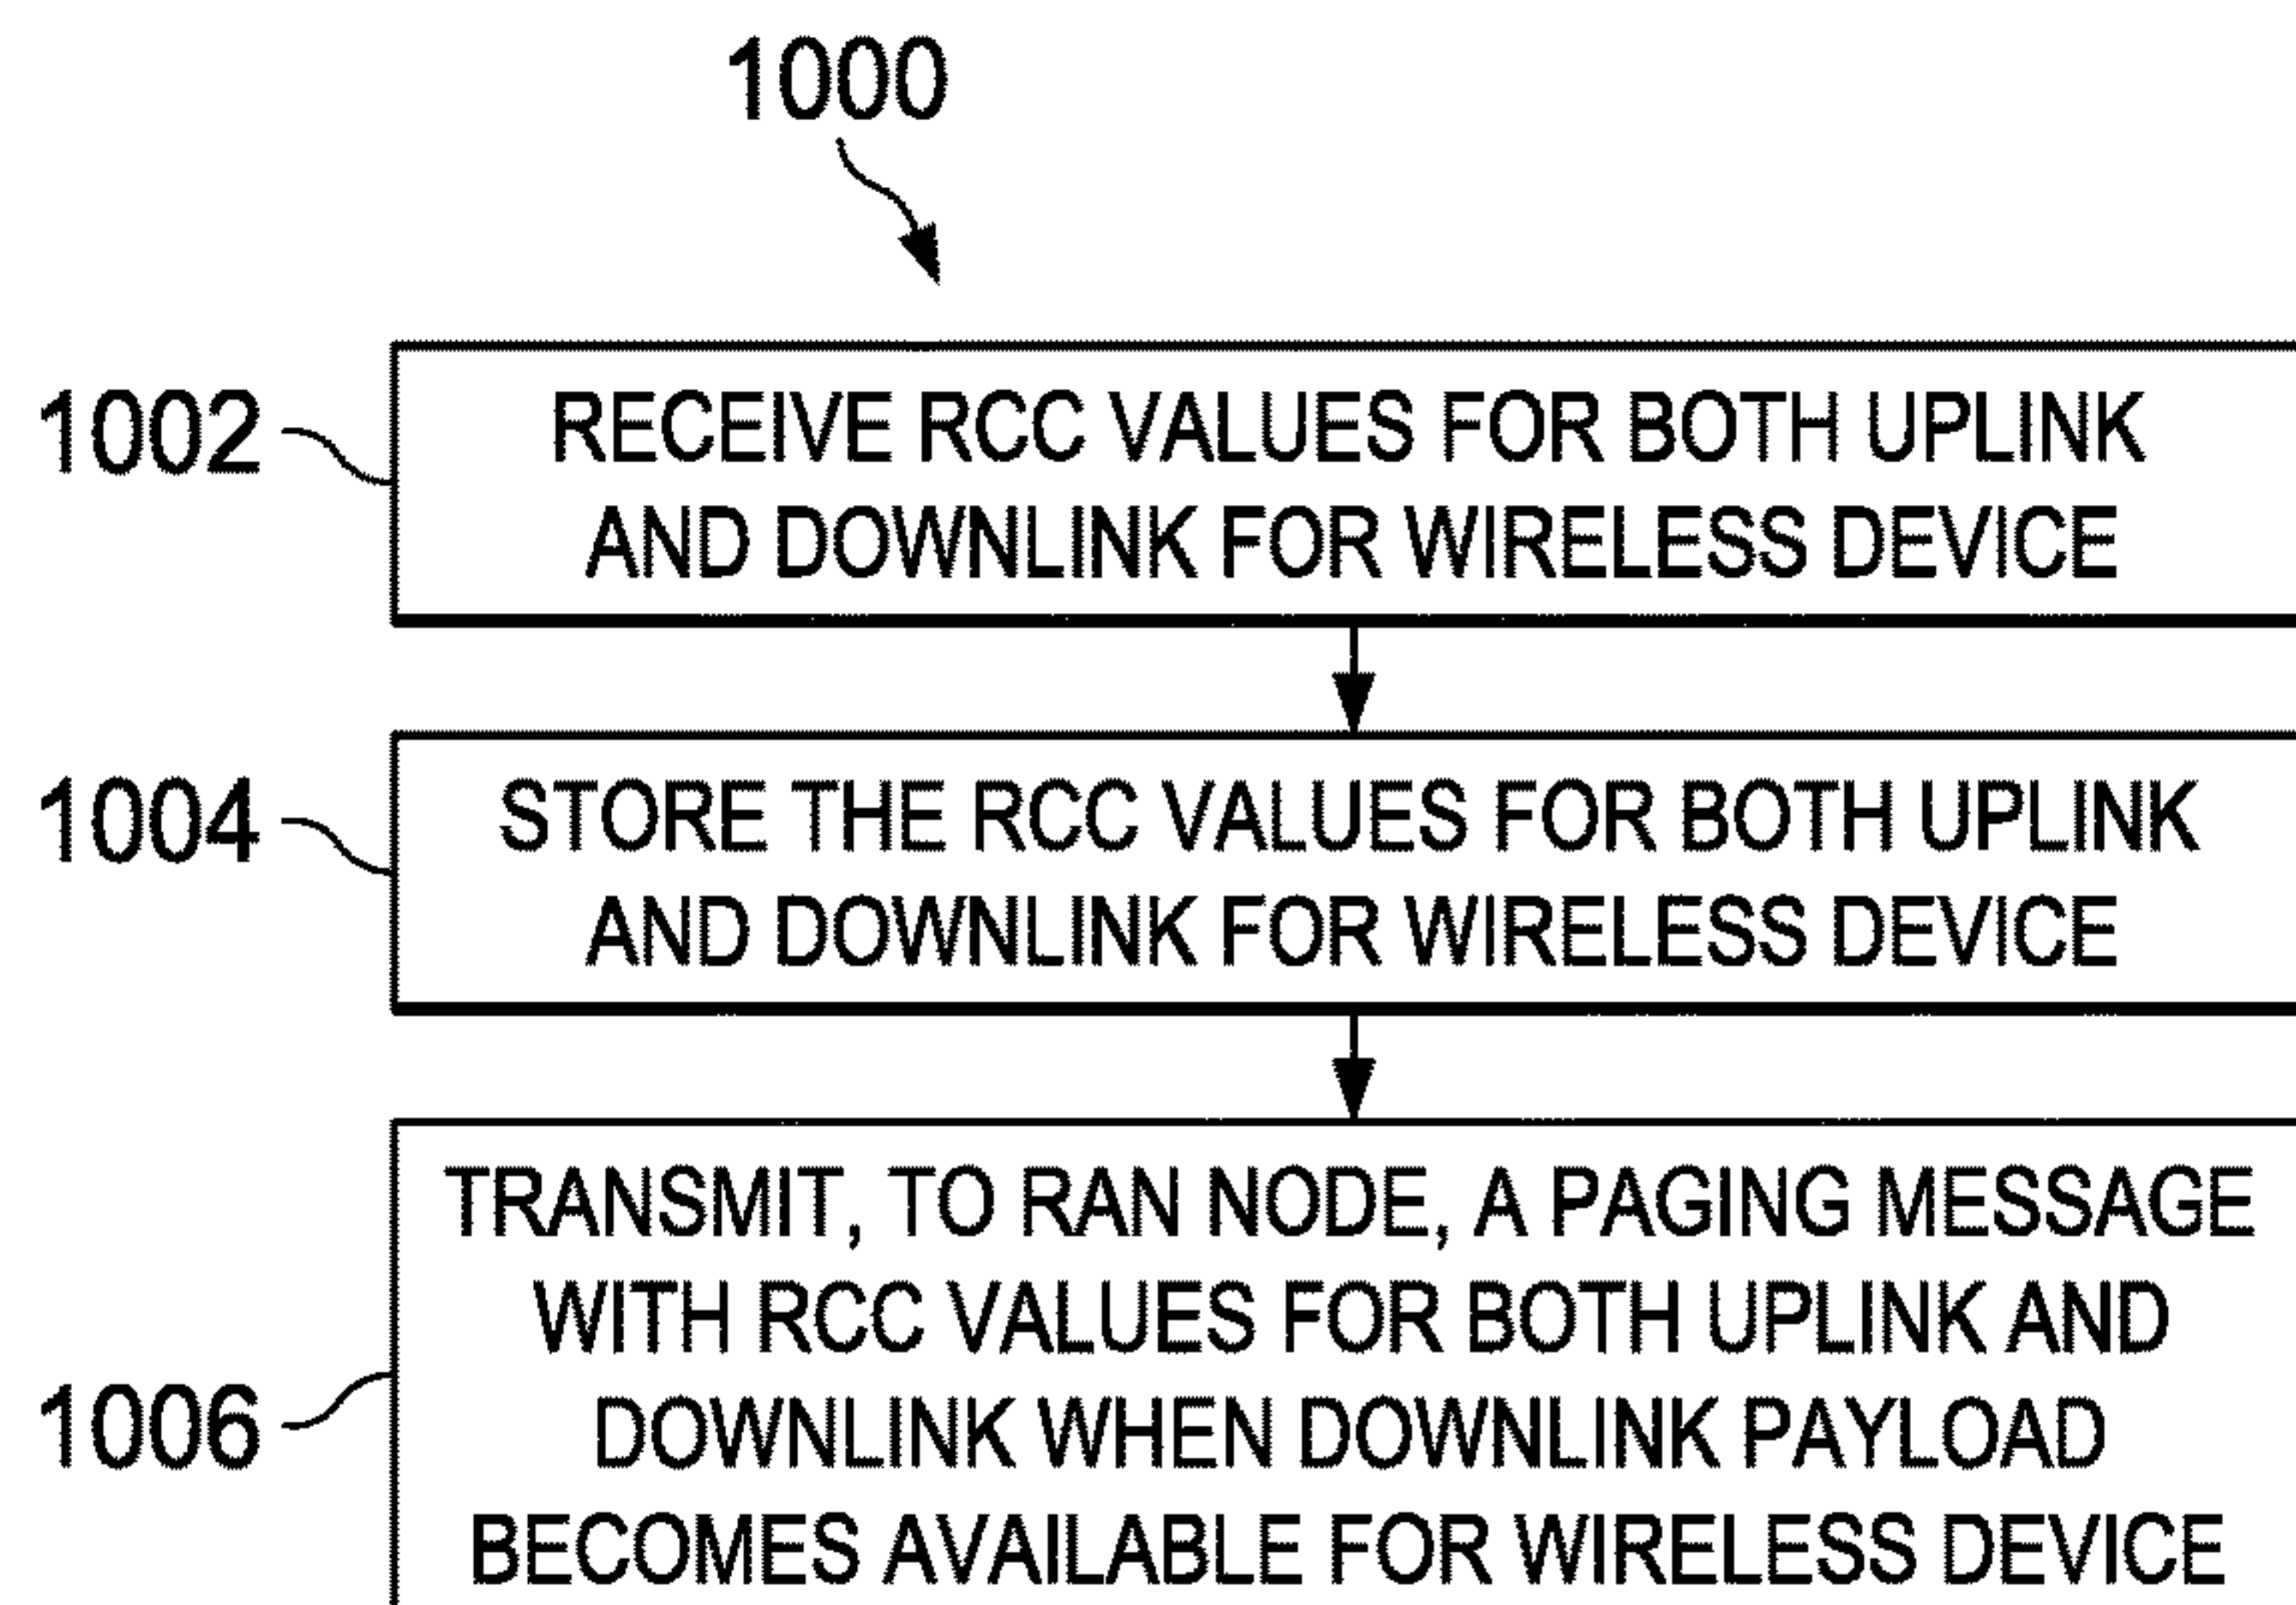 1000
1002
RECEIVE RCC VALUES FOR BOTH UPLINK
AND DOWNLINK FOR WIRELESS DEVICE
1004
STORE THE RCC VALUES FOR BOTH UPLINK
AND DOWNLINK FOR WIRELESS DEVICE
1006
TRANSMIT, TO RAN NODE, A PAGING MESSAGE
WITH RCC VALUES FOR BOTH UPLINK AND
DOWNLINK WHEN DOWNLINK PAYLOAD
BECOMES AVAILABLE FOR WIRELESS DEVICE